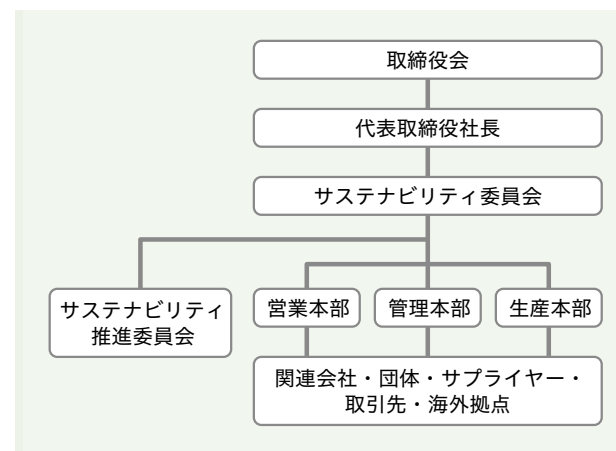 取締役会
代表取締役社長
サステナビリティ委員会
サステナビリティ
推進委員会
営業本部
管理本部
生産本部
関連会社・団体・サプライヤー・
取引先・海外拠点